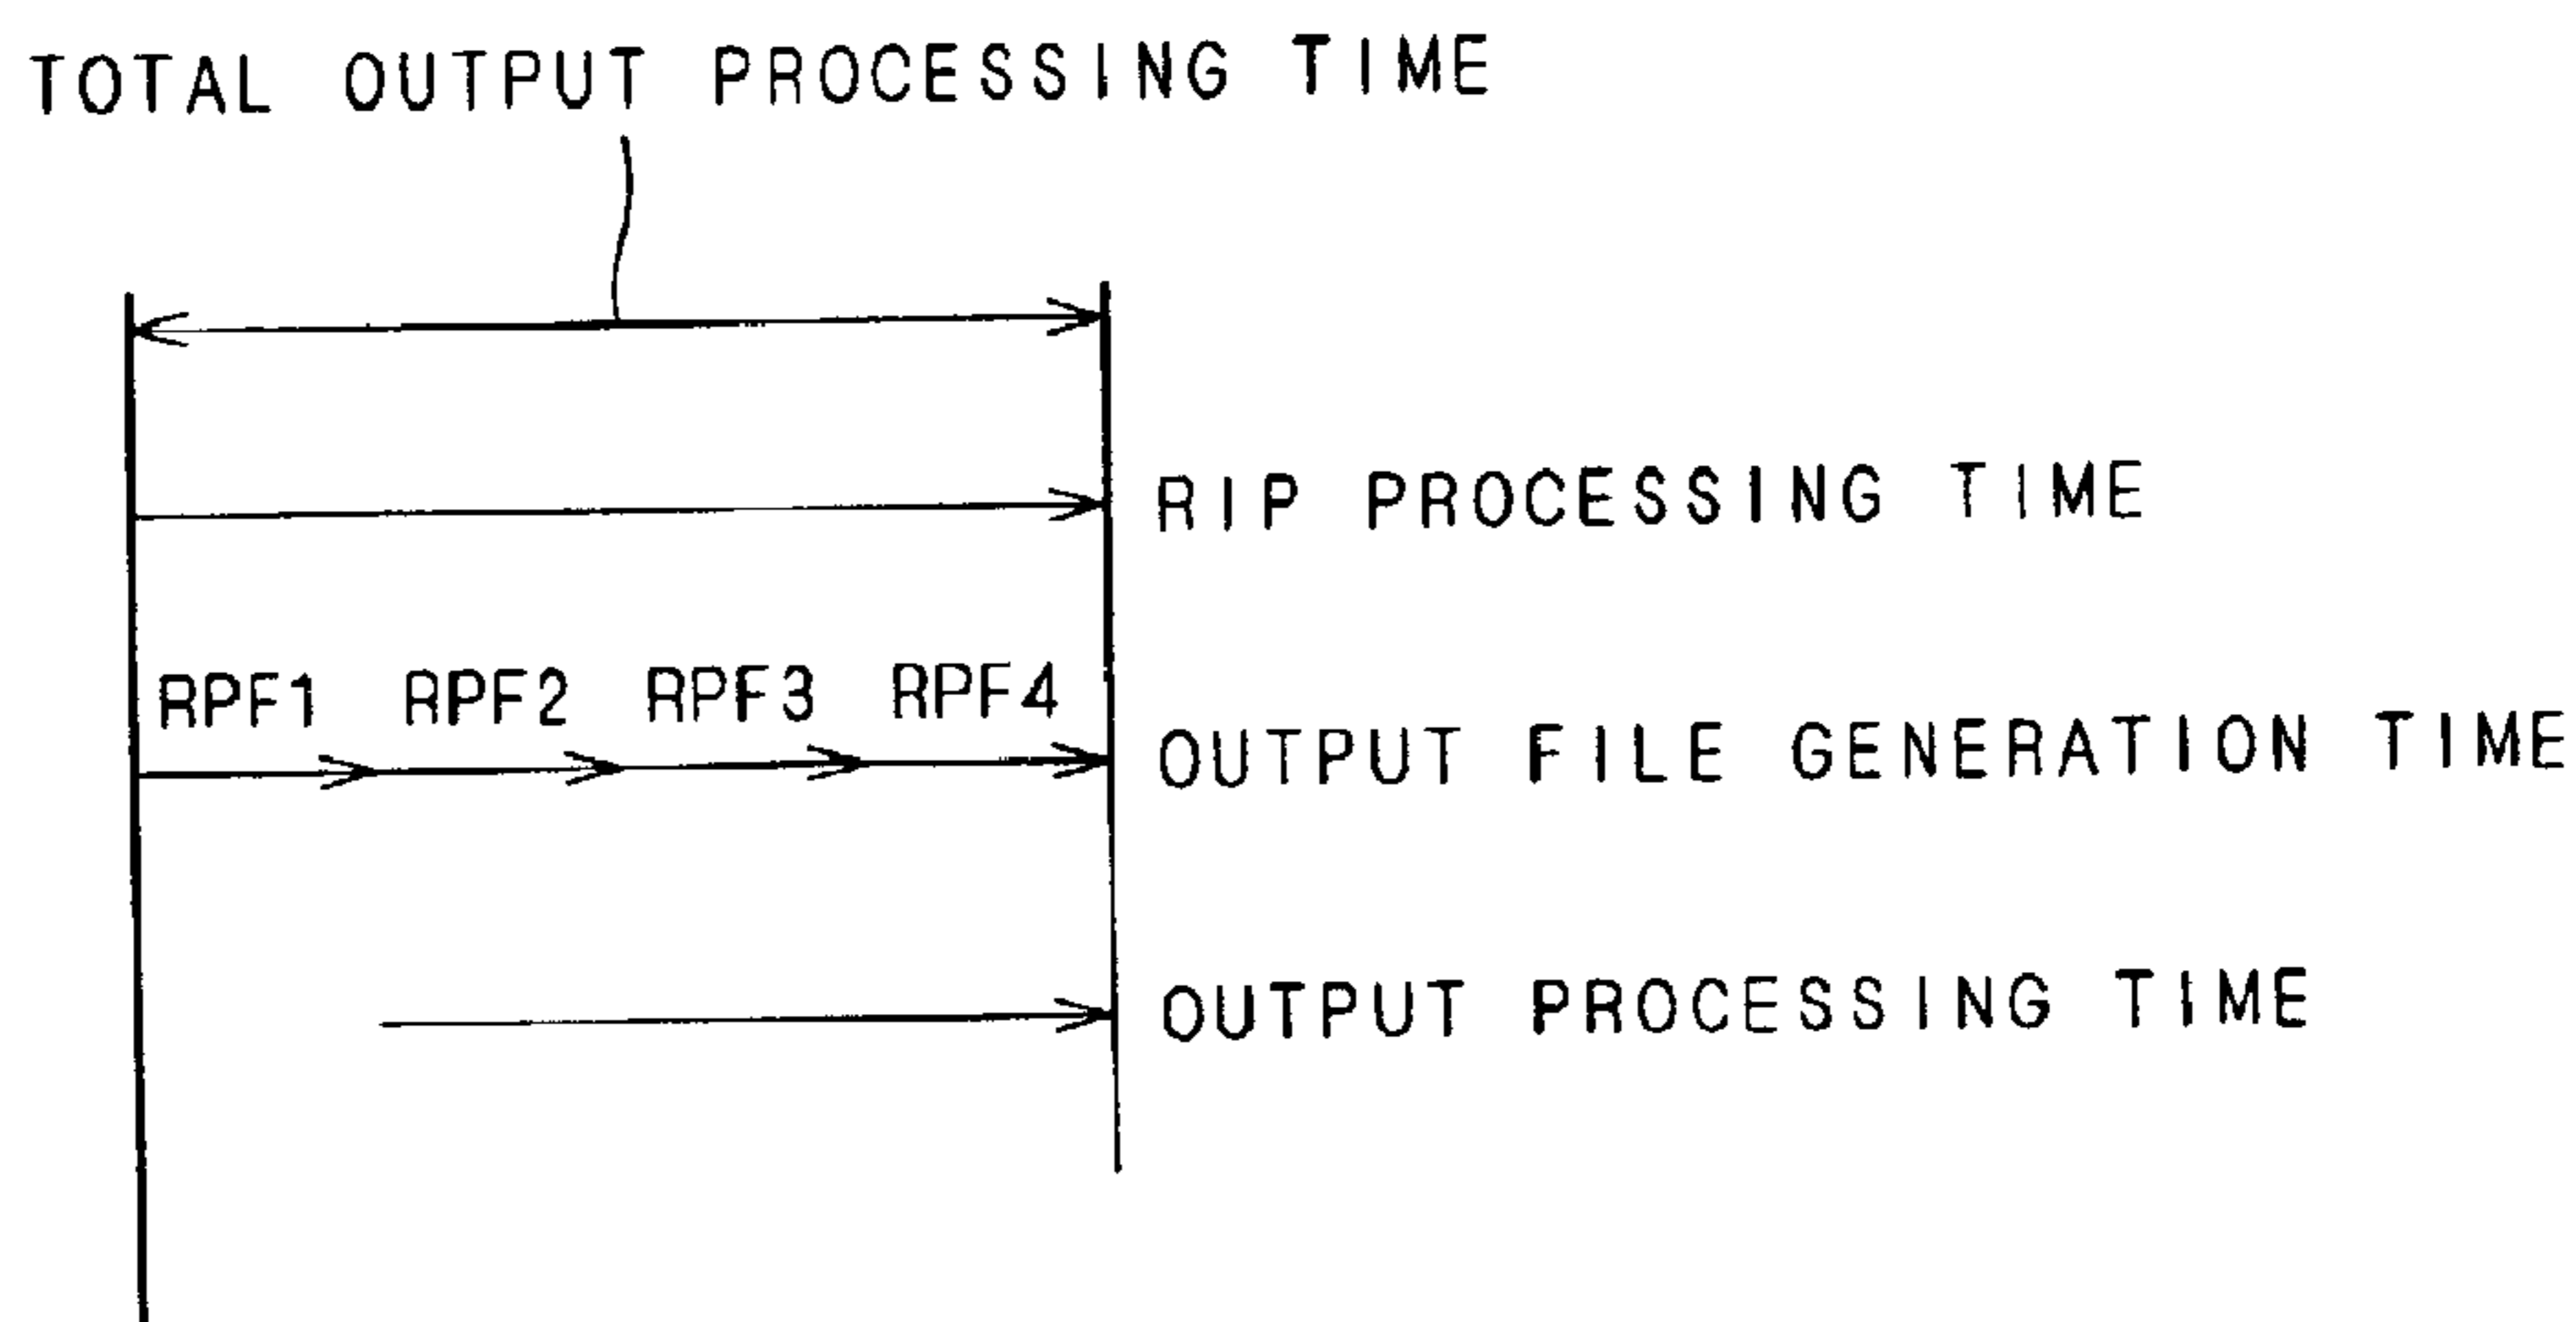 TOTAL OUTPUT PROCESSING TIME
RIP PROCESSING TIME
RPF1 RPF2 RPF3 RPF4
OUTPUT FILE GENERATION TIME
OUTPUT PROCESSING TIME